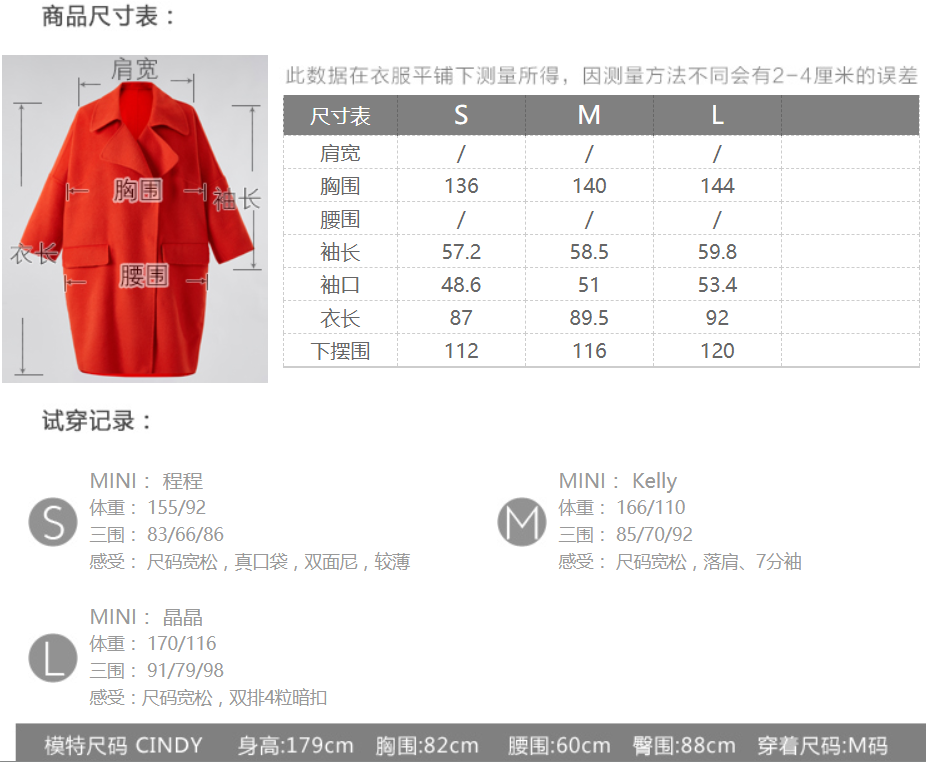 商品尺寸表：
肩宽
胸围
袖长
衣长
腰围
此数据在衣服平铺下测量所得，因测量方法不同会有2-4厘米的误差
尺寸表 S M L
肩宽 / / /
胸围 136 140 144
腰围 / / /
袖长 57.2 58.5 59.8
袖口 48.6 51 53.4
衣长 87 89.5 92
下摆围 112 116 120
试穿记录：
S
MINI： 程程
体重： 155/92
三围： 83/66/86
感受： 尺码宽松，真口袋，双面尼，较薄
M
MINI： Kelly
体重： 166/110
三围： 85/70/92
感受： 尺码宽松，落肩、7分袖
L
MINI： 晶晶
体重： 170/116
三围： 91/79/98
感受：尺码宽松，双排4粒暗扣
模特尺码 CINDY 身高:179cm 胸围:82cm 腰围:60cm 臀围:88cm 穿着尺码:M码